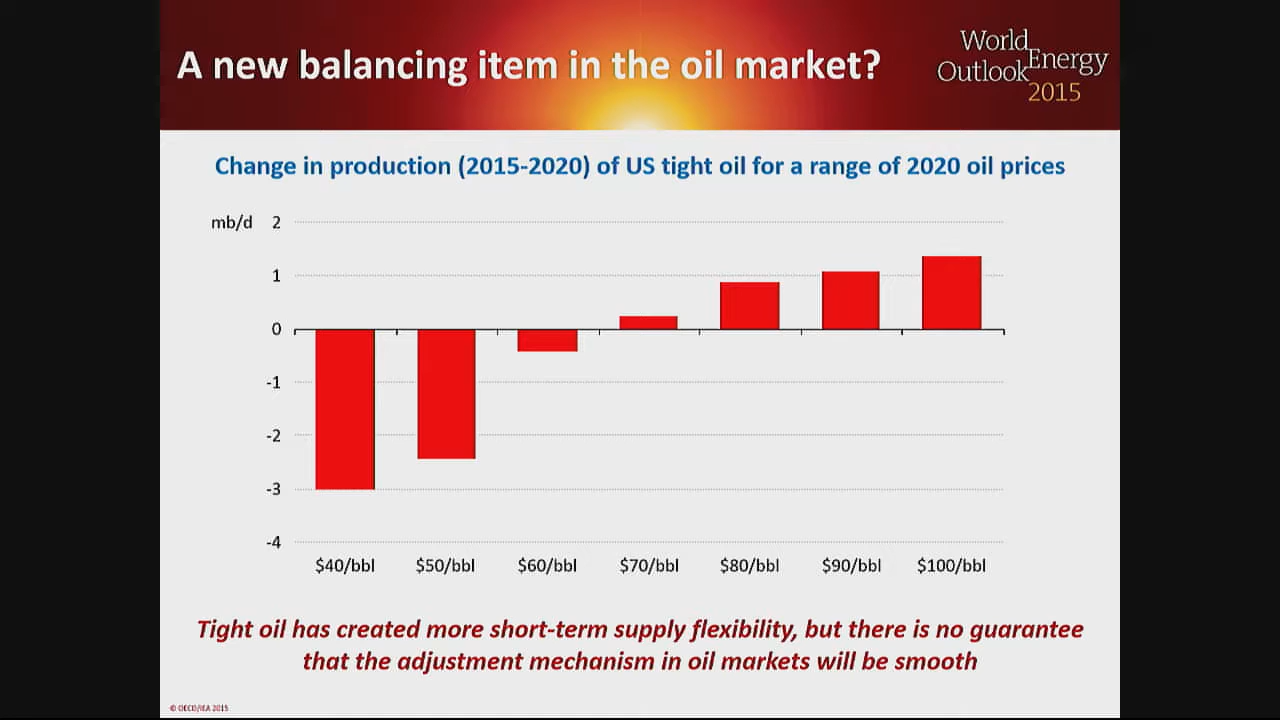 A new balancing item in the oil market?
World Energy
Outlook
2015
Change in production (2015-2020) of US tight oil for a range of 2020 oil prices
mb/d 2
1
0
-1
-2
-3
-4
$40/bbl $50/bbl $60/bbl $70/bbl $80/bbl $90/bbl $100/bbl
Tight oil has created more short-term supply flexibility, but there is no guarantee
that the adjustment mechanism in oil markets will be smooth
© OECD/IEA 2015